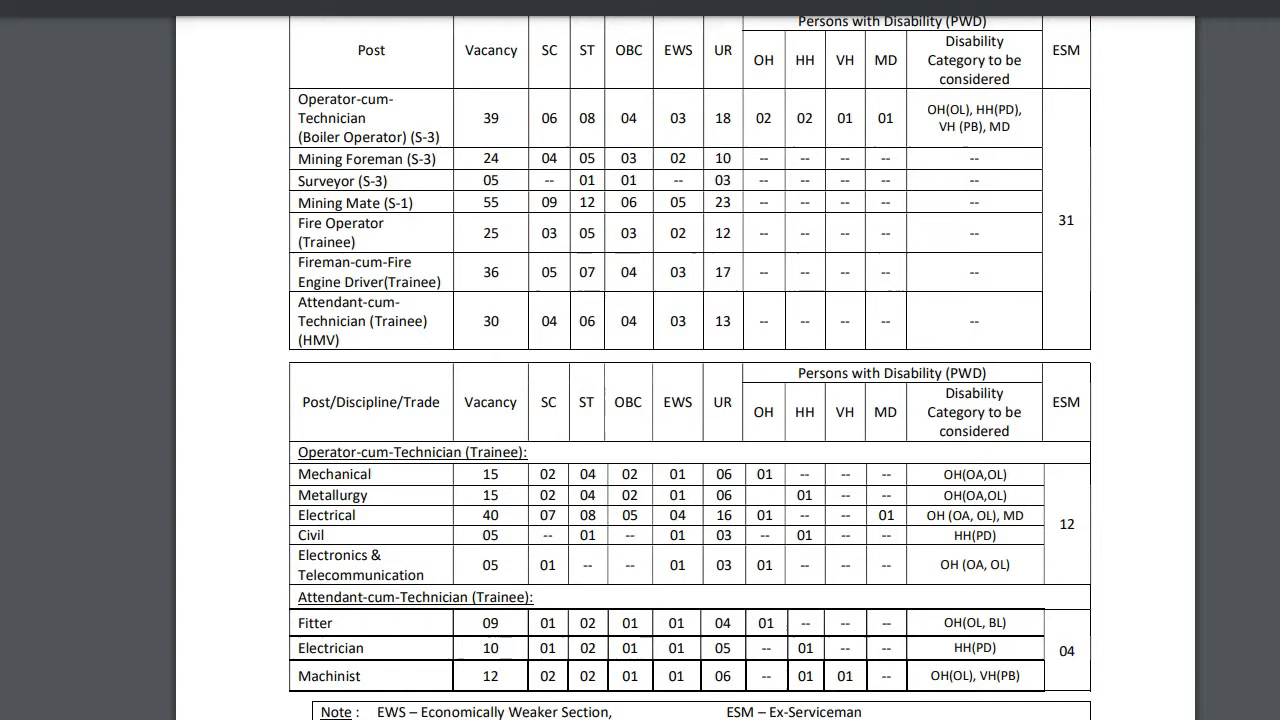 Persons with Disability (PWD)
Post Vacancy SC ST OBC EWS UR OH HH VH MD Disability Category to be considered ESM
Operator-cum-
Technician
(Boiler Operator) (S-3) 39 06 08 04 03 18 02 02 01 01 OH(OL), HH(PD), VH (PB), MD
Mining Foreman (S-3) 24 04 05 03 02 10 -- -- -- -- --
Surveyor (S-3) 05 -- 01 01 -- 03 -- -- -- -- --
Mining Mate (S-1) 55 09 12 06 05 23 -- -- -- -- --
31
Fire Operator
(Trainee) 25 03 05 03 02 12 -- -- -- -- --
Fireman-cum-Fire
Engine Driver(Trainee) 36 05 07 04 03 17 -- -- -- -- --
Attendant-cum-
Technician (Trainee)
(HMV) 30 04 06 04 03 13 -- -- -- -- --
Persons with Disability (PWD)
Post/Discipline/Trade Vacancy SC ST OBC EWS UR OH HH VH MD Disability Category to be considered ESM
Operator-cum-Technician (Trainee):
Mechanical 15 02 04 02 01 06 01 -- -- -- OH(OA,OL)
Metallurgy 15 02 04 02 01 06 01 -- -- OH(OA,OL)
Electrical 40 07 08 05 04 16 01 -- -- 01 OH (OA, OL), MD
12
Civil 05 -- 01 -- 01 03 -- 01 -- -- HH(PD)
Electronics &
Telecommunication 05 01 -- -- 01 03 01 -- -- -- OH (OA, OL)
Attendant-cum-Technician (Trainee):
Fitter 09 01 02 01 01 04 01 -- -- -- OH(OL, BL)
Electrician 10 01 02 01 01 05 -- 01 -- -- HH(PD)
04
Machinist 12 02 02 01 01 06 -- 01 01 -- OH(OL), VH(PB)
Note : EWS – Economically Weaker Section, ESM – Ex-Serviceman